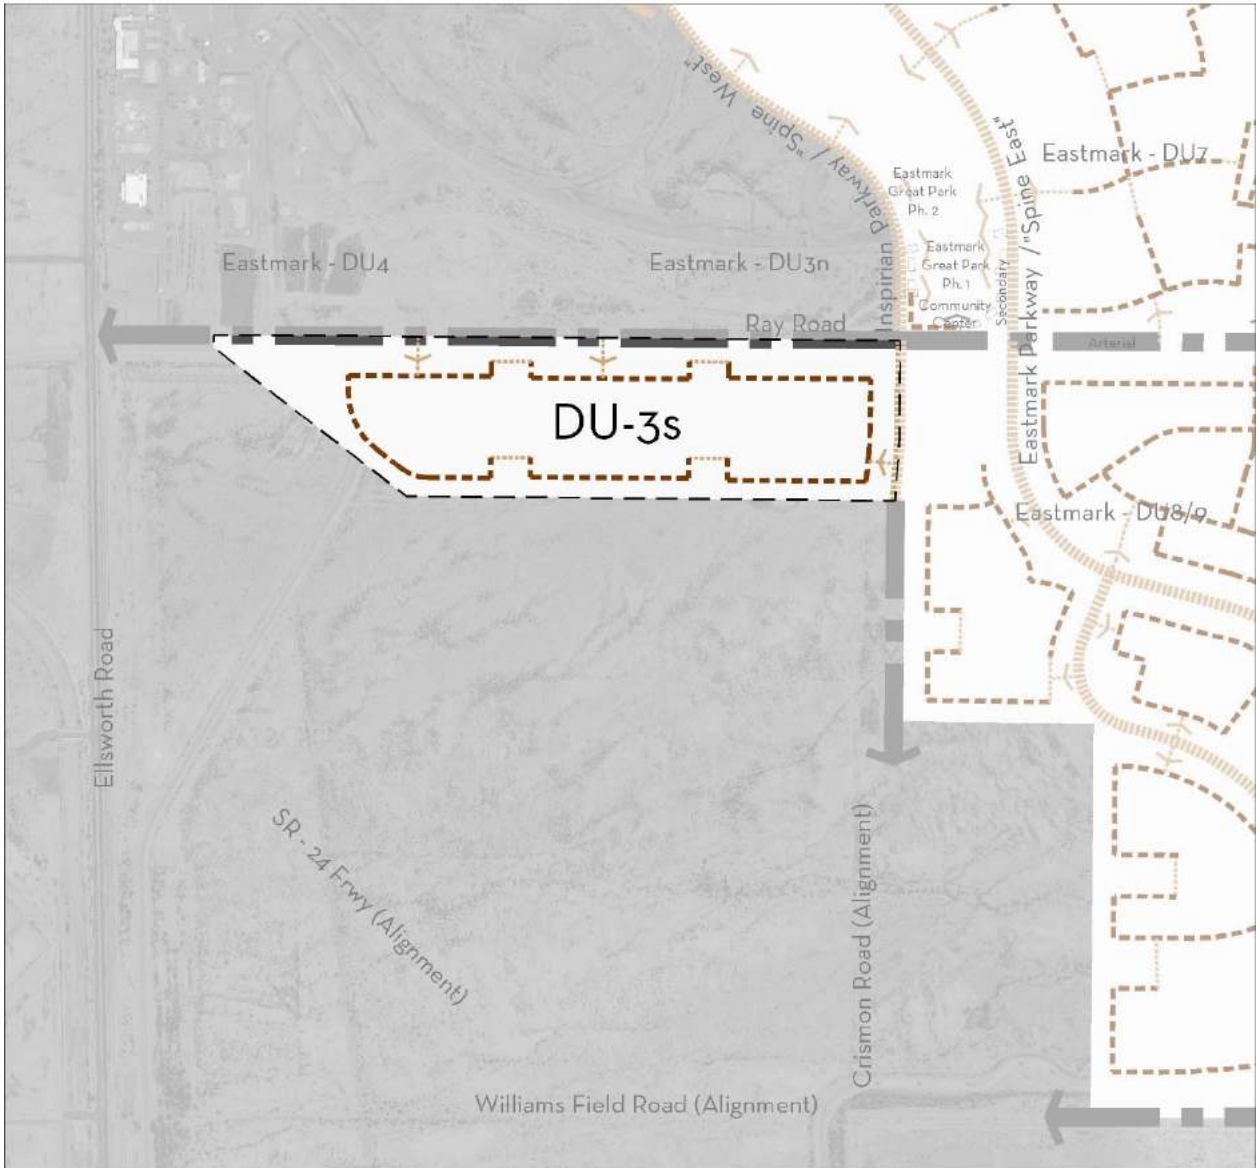 Inspirian Parkway / "Spine West"
Eastmark Parkway / "Spine East"
Eastmark - DU7
Eastmark
Great Park
Ph. 2
Eastmark
Great Park
Ph. 1
Community
Center
Secondary
Eastmark - DU4
Eastmark - DU3n
Ray Road
Arterial
DU-3s
Eastmark - DU8/9
Ellsworth Road
SR - 24 Frwy (Alignment)
Crismon Road (Alignment)
Williams Field Road (Alignment)